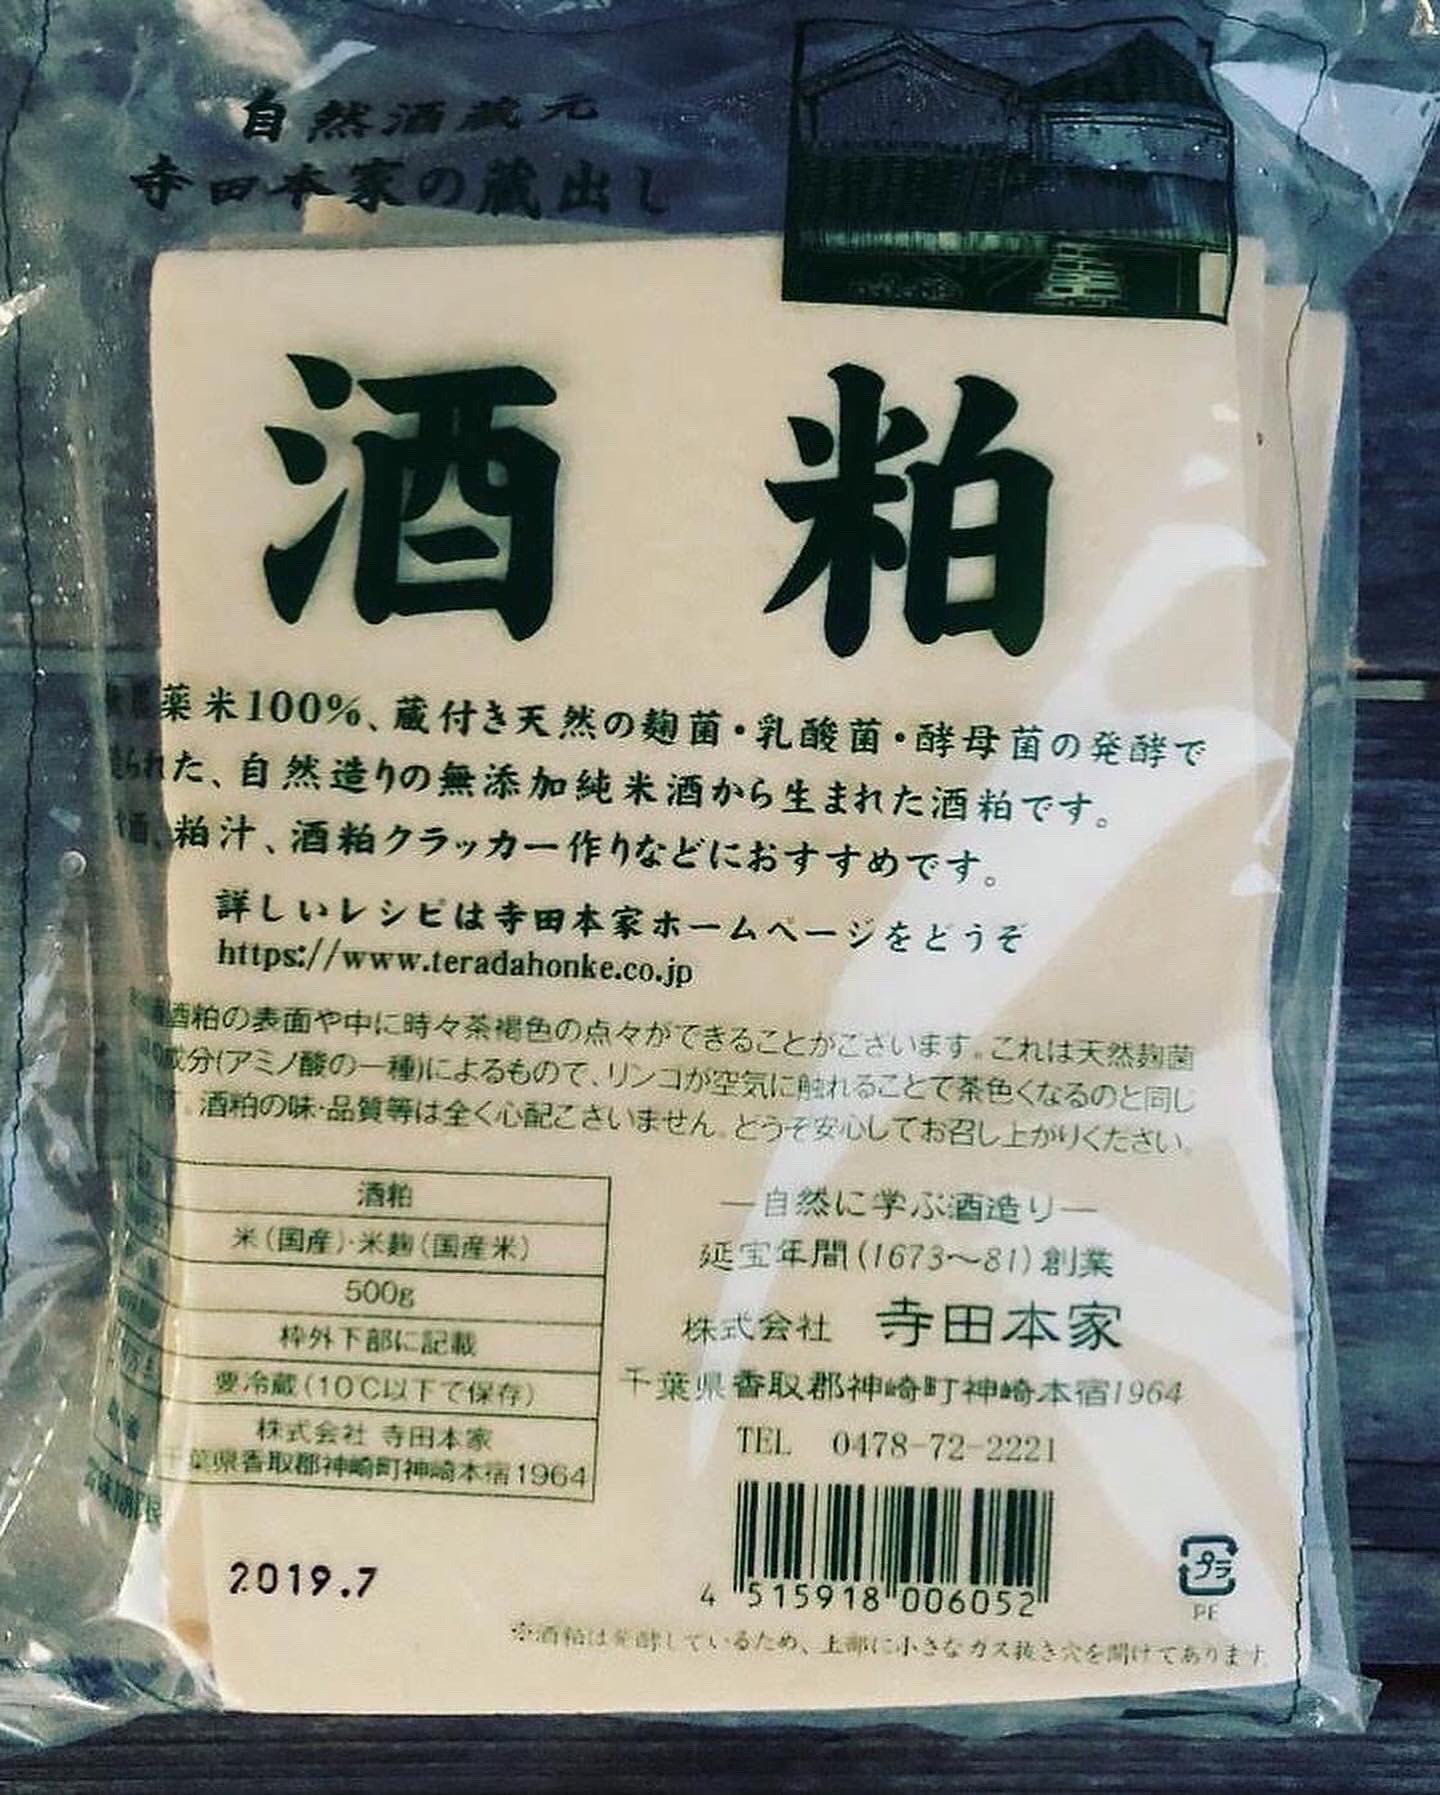 自然酒蔵元
寺田本家の蔵出し
酒粕
薬米100%、蔵付き天然の麹菌・乳酸菌・酵母菌の発酵で
られた、自然造りの無添加純米酒から生まれた酒粕です。
酒、粕汁、酒粕クラッカー作りなどにおすすめです。
詳しいレシピは寺田本家ホームページをどうぞ
https://www.teradahonke.co.jp
酒粕の表面や中に時々茶褐色の点々ができることがございます。これは天然麹菌
成分(アミノ酸の一種)によるもので、リンゴが空気に触れることで茶色くなるのと同じ
す。酒粕の味・品質等は全く心配ございません。どうぞ安心してお召し上がりください。
酒粕
米(国産)・米麹(国産米)
500g
枠外下部に記載
要冷蔵(10℃以下で保存)
株式会社 寺田本家
千葉県香取郡神崎町神崎本宿1964
2019.7
—自然に学ぶ酒造り—
延宝年間(1673〜81)創業
株式会社 寺田本家
千葉県香取郡神崎町神崎本宿1964
TEL 0478-72-2221
4 515918 006052
プラ
PE
※酒粕は発酵しているため、上部に小さなガス抜き穴を開けてあります